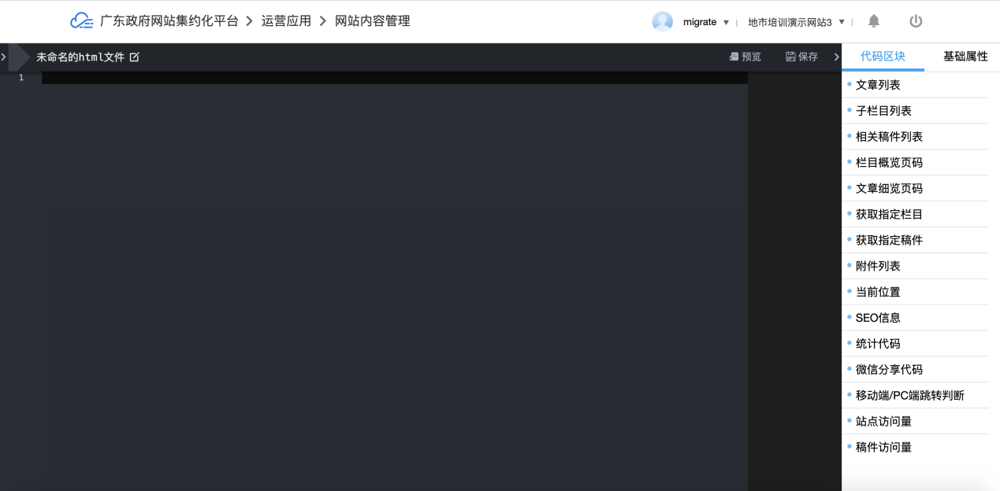 广东政府网站集约化平台 > 运营应用 > 网站内容管理
migrate ▼ | 地市培训演示网站3 ▼ |
未命名的html文件
预览 保存
代码区块 基础属性
1
文章列表
子栏目列表
相关稿件列表
栏目概览页码
文章细览页码
获取指定栏目
获取指定稿件
附件列表
当前位置
SEO信息
统计代码
微信分享代码
移动端/PC端跳转判断
站点访问量
稿件访问量